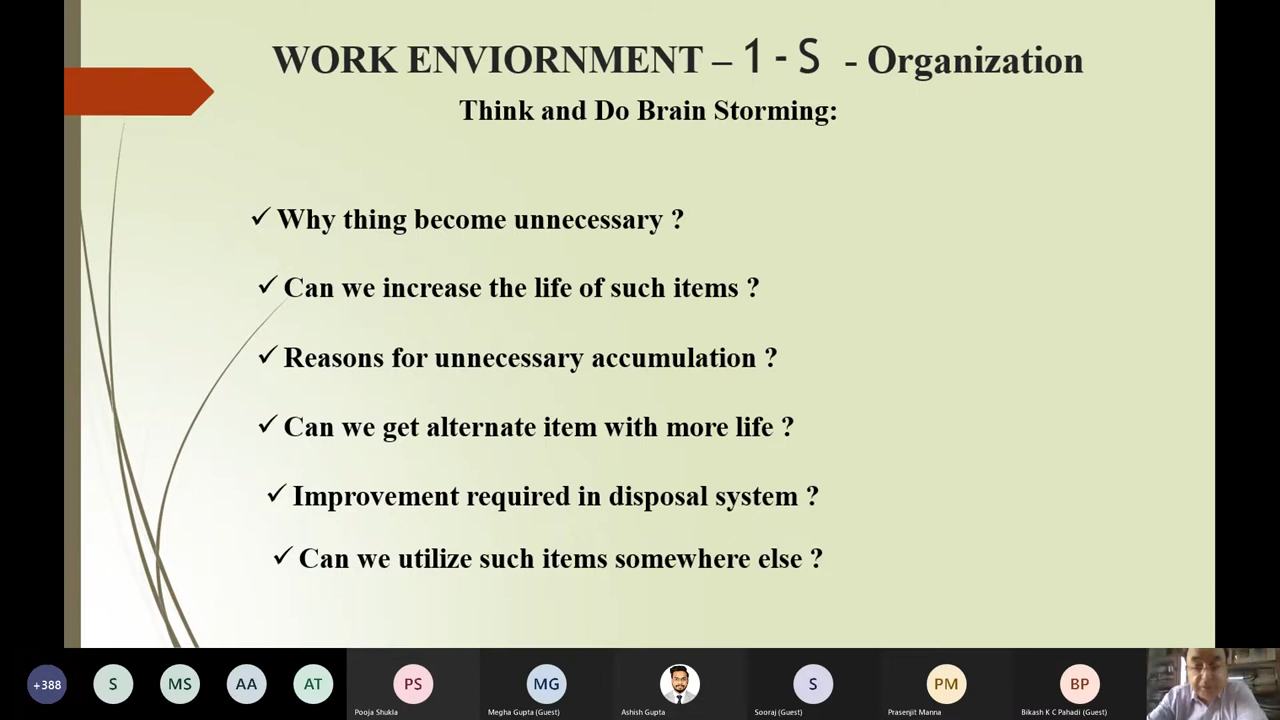 WORK ENVIORNMENT – 1 - S - Organization
Think and Do Brain Storming:
✓ Why thing become unnecessary ?
✓ Can we increase the life of such items ?
✓ Reasons for unnecessary accumulation ?
✓ Can we get alternate item with more life ?
✓ Improvement required in disposal system ?
✓ Can we utilize such items somewhere else ?
+388 S MS AA AT PS MG S PM BP
Pooja Shukla Megha Gupta (Guest) Ashish Gupta Sooraj (Guest) Prasenjit Manna Bikash K C Pahadi (Guest)